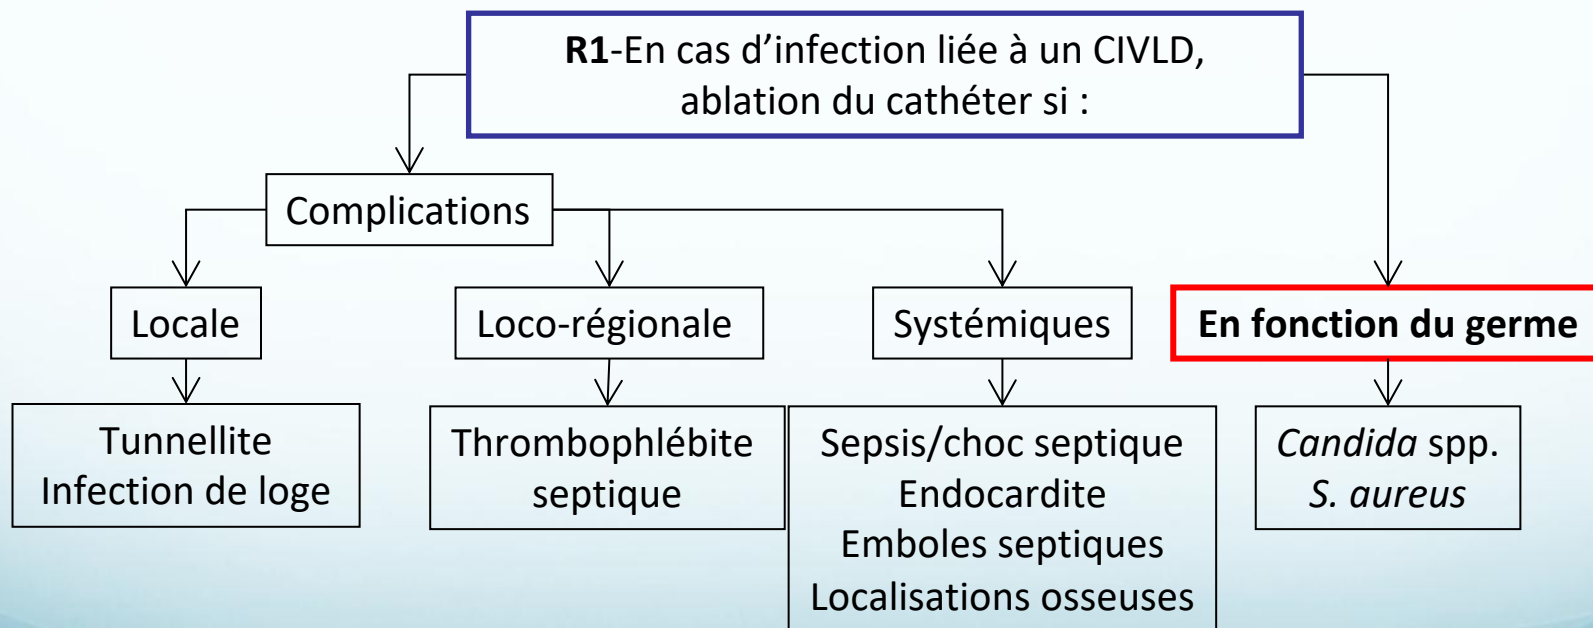 R1-En cas d’infection liée à un CIVLD,
ablation du cathéter si :
Complications
Locale
Loco-régionale
Systémiques
En fonction du germe
Tunnellite
Infection de loge
Thrombophlébite
septique
Sepsis/choc septique
Endocardite
Emboles septiques
Localisations osseuses
Candida spp.
S. aureus